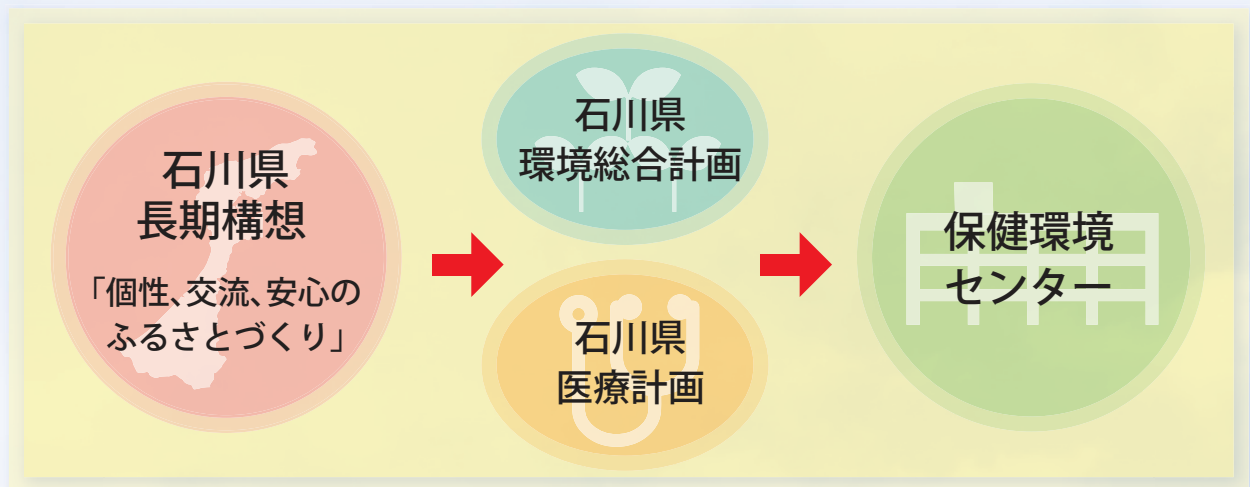 石川県
長期構想
「個性、交流、安心の
ふるさとづくり」
石川県
環境総合計画
石川県
医療計画
保健環境
センター